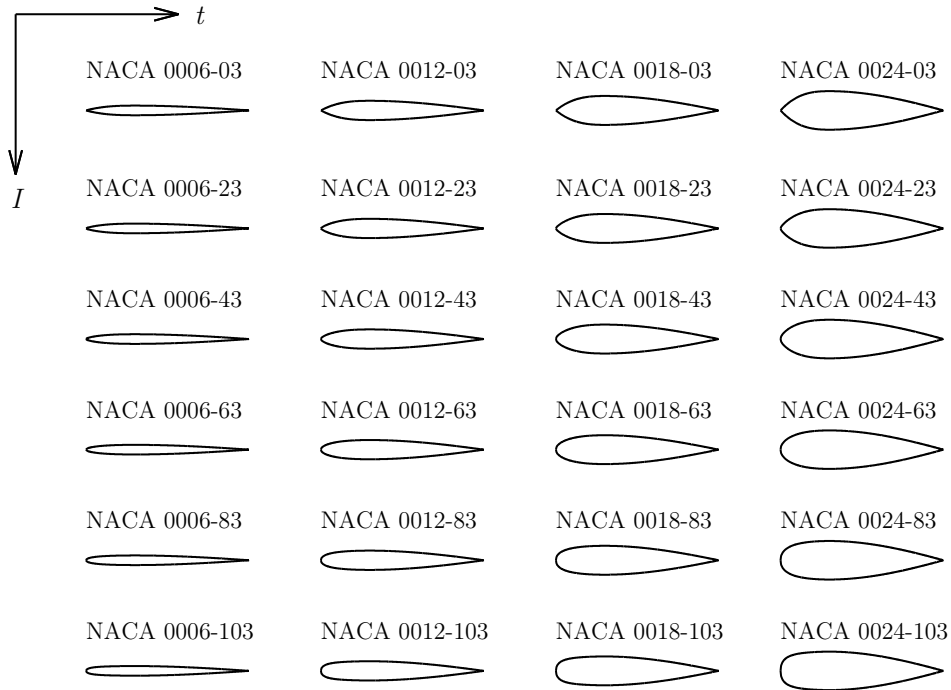 t
NACA 0006-03 NACA 0012-03 NACA 0018-03 NACA 0024-03
NACA 0006-23 NACA 0012-23 NACA 0018-23 NACA 0024-23
I
NACA 0006-43 NACA 0012-43 NACA 0018-43 NACA 0024-43
NACA 0006-63 NACA 0012-63 NACA 0018-63 NACA 0024-63
NACA 0006-83 NACA 0012-83 NACA 0018-83 NACA 0024-83
NACA 0006-103 NACA 0012-103 NACA 0018-103 NACA 0024-103